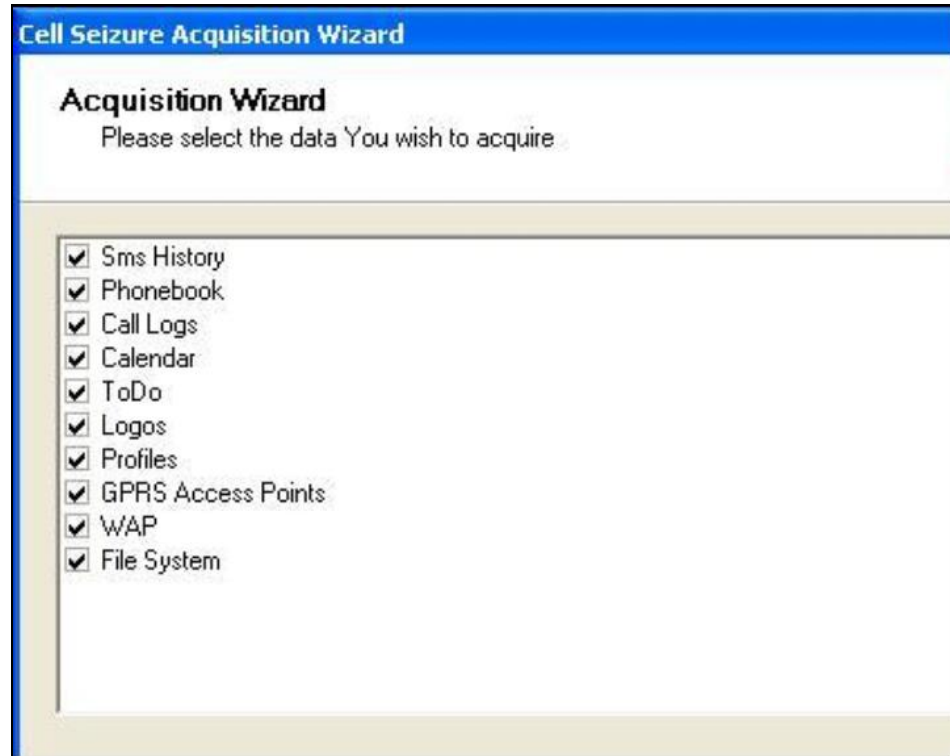 Cell Seizure Acquisition Wizard
Acquisition Wizard
Please select the data You wish to acquire
Sms History
Phonebook
Call Logs
Calendar
ToDo
Logos
Profiles
GPRS Access Points
WAP
File System